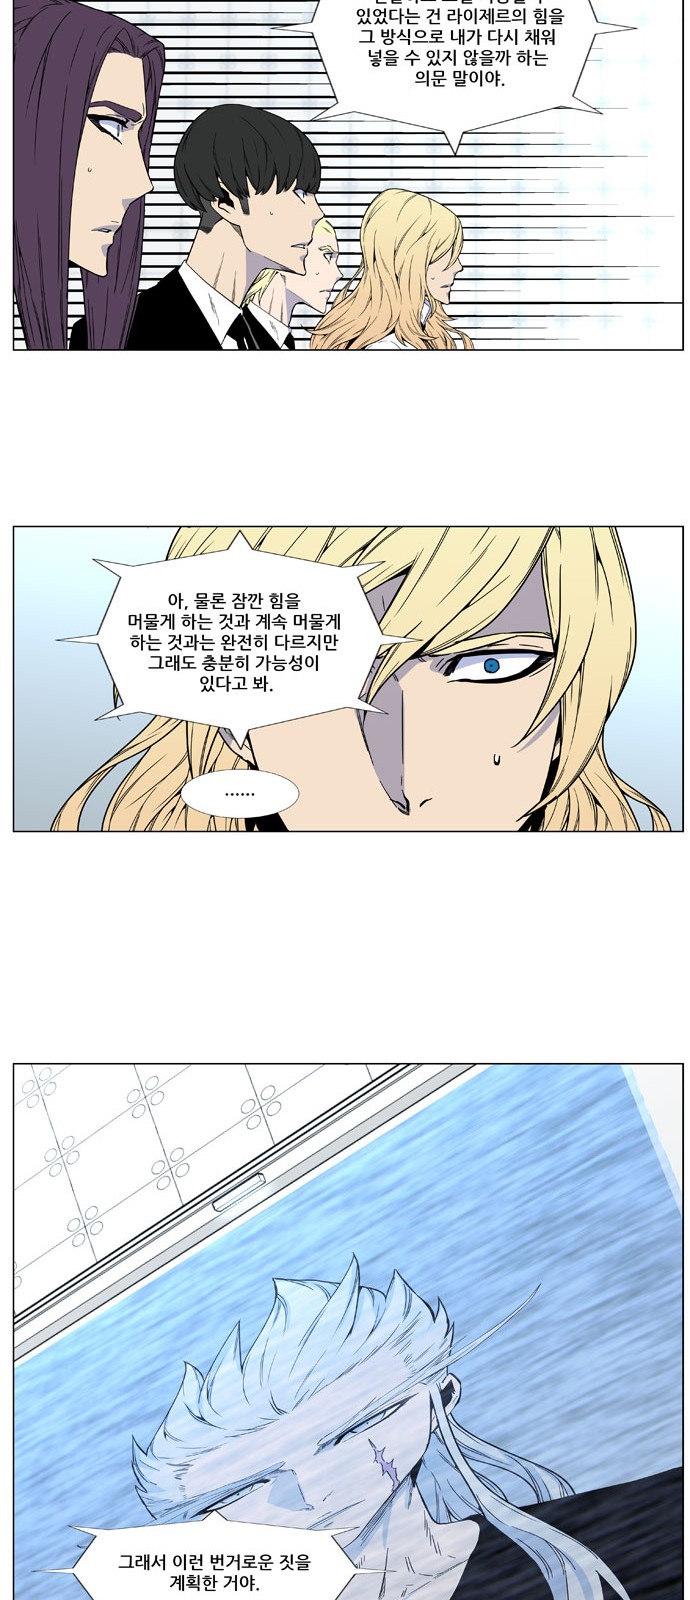 있었다는 건 라이제르의 힘을
그 방식으로 내가 다시 채워
넣을 수 있지 않을까 하는
의문 말이야.
아, 물론 잠깐 힘을
머물게 하는 것과 계속 머물게
하는 것과는 완전히 다르지만
그래도 충분히 가능성이
있다고 봐.
......
그래서 이런 번거로운 짓을
계획한 거야.